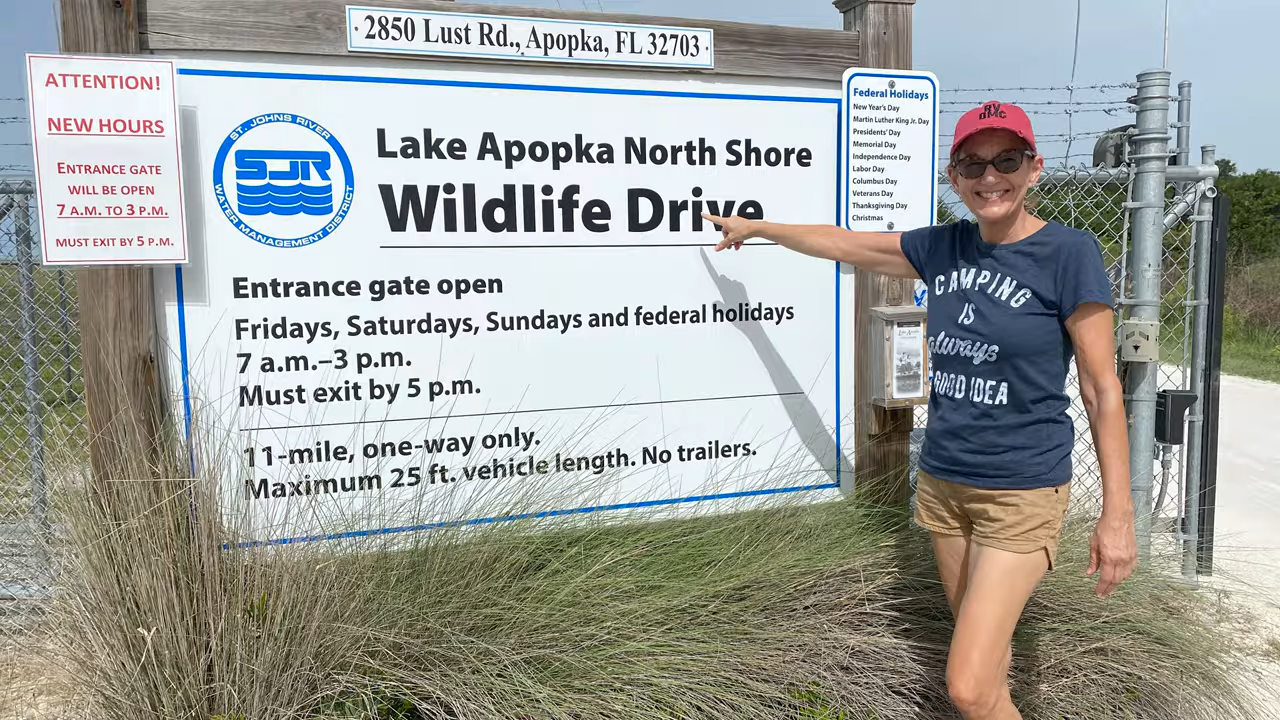 · 2850 Lust Rd., Apopka, FL 32703 ·
ATTENTION!
NEW HOURS
ENTRANCE GATE
WILL BE OPEN
7 A.M. TO 3 P.M.
MUST EXIT BY 5 P.M.
ST. JOHNS RIVER
SJR
WATER MANAGEMENT DISTRICT
Lake Apopka North Shore
Wildlife Drive
Entrance gate open
Fridays, Saturdays, Sundays and federal holidays
7 a.m.–3 p.m.
Must exit by 5 p.m.
11-mile, one-way only.
Maximum 25 ft. vehicle length. No trailers.
Federal Holidays
New Year's Day
Martin Luther King Jr. Day
Presidents' Day
Memorial Day
Independence Day
Labor Day
Columbus Day
Veterans Day
Thanksgiving Day
Christmas
RV
OMC
CAMPING
IS
always
GOOD IDEA